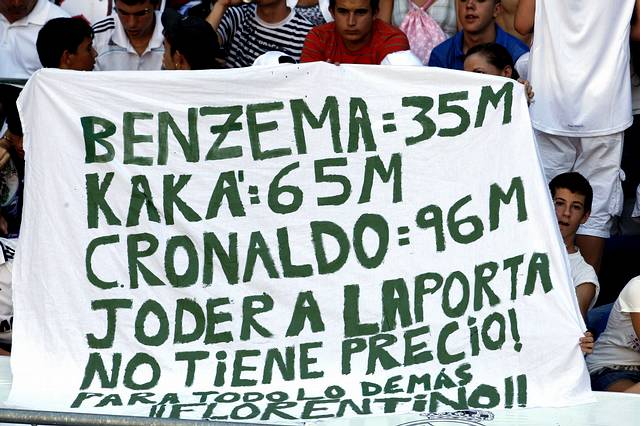 BENZEMA=35M
KAKÁ=65M
C.RONALDO=96M
JODER A LAPORTA
NO TIENE PRECIO!
PARA TODO LO DEMÁS
¡¡FLORENTINO!!